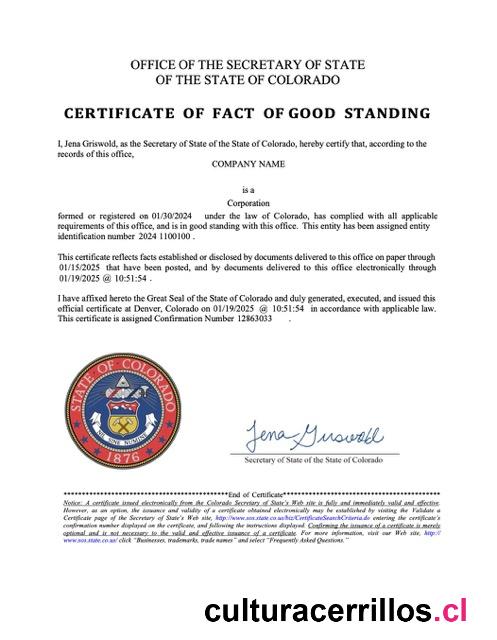 OFFICE OF THE SECRETARY OF STATE
OF THE STATE OF COLORADO
CERTIFICATE OF FACT OF GOOD STANDING
I, Jena Griswold, as the Secretary of State of the State of Colorado, hereby certify that, according to the
records of this office,
COMPANY NAME
is a
Corporation
formed or registered on 01/30/2024 under the law of Colorado, has complied with all applicable
requirements of this office, and is in good standing with this office. This entity has been assigned entity
identification number 2024 1100100 .
This certificate reflects facts established or disclosed by documents delivered to this office on paper through
01/15/2025 that have been posted, and by documents delivered to this office electronically through
01/19/2025 @ 10:51:54 .
I have affixed hereto the Great Seal of the State of Colorado and duly generated, executed, and issued this
official certificate at Denver, Colorado on 01/19/2025 @ 10:51:54 in accordance with applicable law.
This certificate is assigned Confirmation Number 12863033 .
STATE OF COLORADO
NIL SINE NUMINE
1876
Jena Griswold
Secretary of State of the State of Colorado
*********************************************End of Certificate*********************************************
Notice: A certificate issued electronically from the Colorado Secretary of State's Web site is fully and immediately valid and effective.
However, as an option, the issuance and validity of a certificate obtained electronically may be established by visiting the Validate a
Certificate page of the Secretary of State's Web site, http://www.sos.state.co.us/biz/CertificateSearchCriteria.do entering the certificate's
confirmation number displayed on the certificate, and following the instructions displayed. Confirming the issuance of a certificate is merely
optional and is not necessary to the valid and effective issuance of a certificate. For more information, visit our Web site, http://
www.sos.state.co.us/ click "Businesses, trademarks, trade names" and select "Frequently Asked Questions."
culturacerrillos.cl